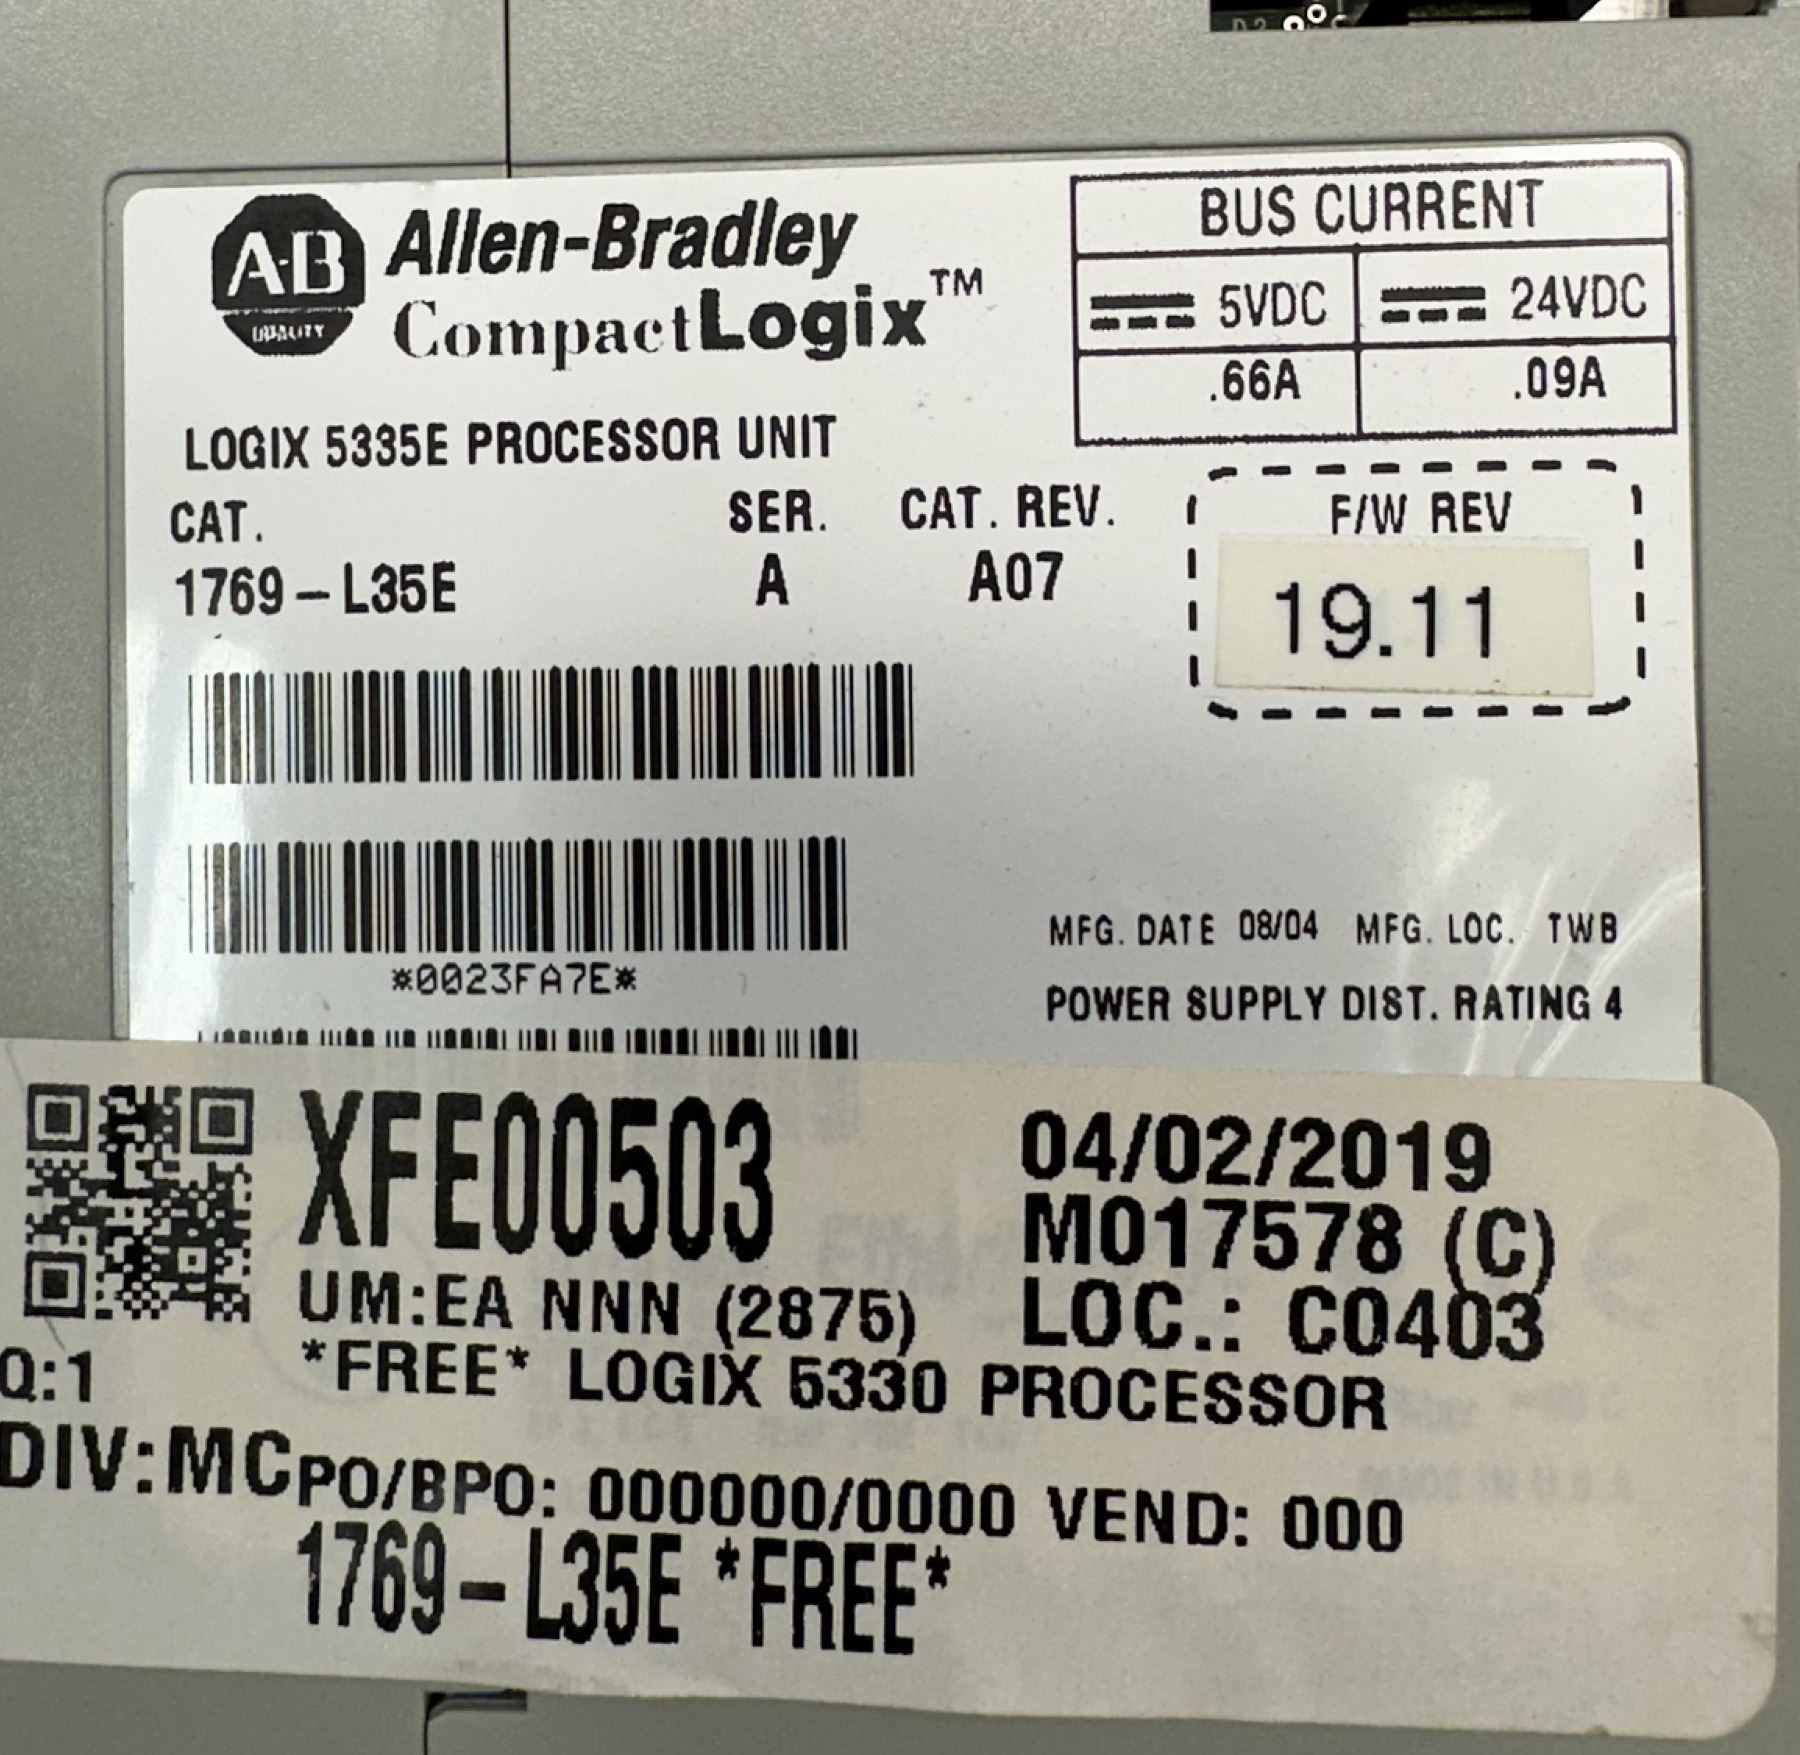 A-B
QUALITY
Allen-Bradley
CompactLogix™
BUS CURRENT
5VDC 24VDC
.66A .09A
LOGIX 5335E PROCESSOR UNIT
CAT. SER. CAT. REV. F/W REV
1769-L35E A A07 19.11
*0023FA7E*
MFG. DATE 08/04 MFG. LOC. TWB
POWER SUPPLY DIST. RATING 4
XFE00503 04/02/2019
M017578 (C)
UM:EA NNN (2875) LOC.: C0403
Q:1 *FREE* LOGIX 5330 PROCESSOR
DIV:MC PO/BPO: 000000/0000 VEND: 000
1769-L35E *FREE*